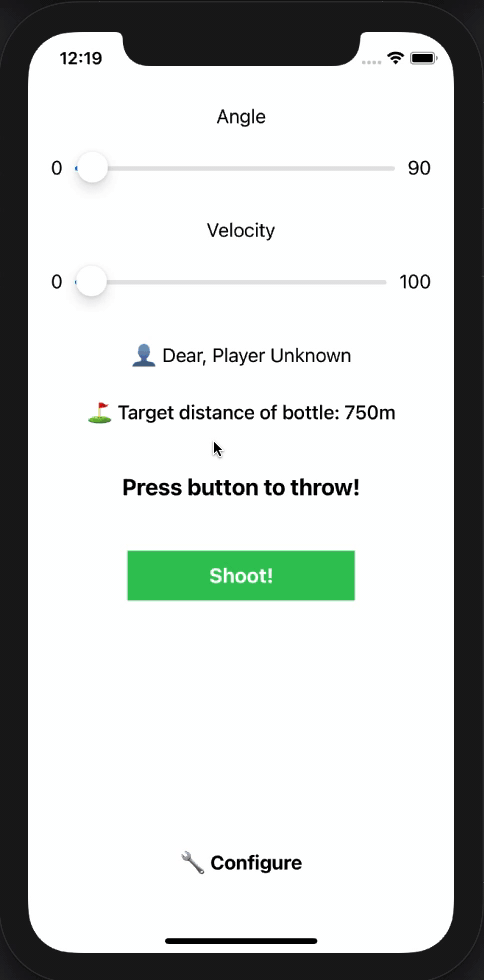 12:19
Angle
0 90
Velocity
0 100
👤 Dear, Player Unknown
⛳ Target distance of bottle: 750m
Press button to throw!
Shoot!
🔧 Configure